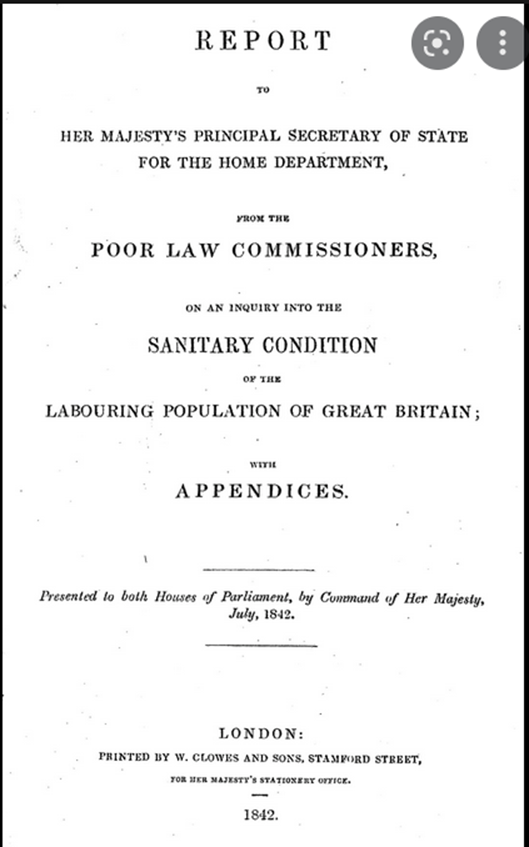 REPORT
TO
HER MAJESTY'S PRINCIPAL SECRETARY OF STATE
FOR THE HOME DEPARTMENT,
FROM THE
POOR LAW COMMISSIONERS,
ON AN INQUIRY INTO THE
SANITARY CONDITION
OF THE
LABOURING POPULATION OF GREAT BRITAIN;
WITH
APPENDICES.
Presented to both Houses of Parliament, by Command of Her Majesty,
July, 1842.
LONDON:
PRINTED BY W. CLOWES AND SONS, STAMFORD STREET,
FOR HER MAJESTY'S STATIONERY OFFICE.
1842.